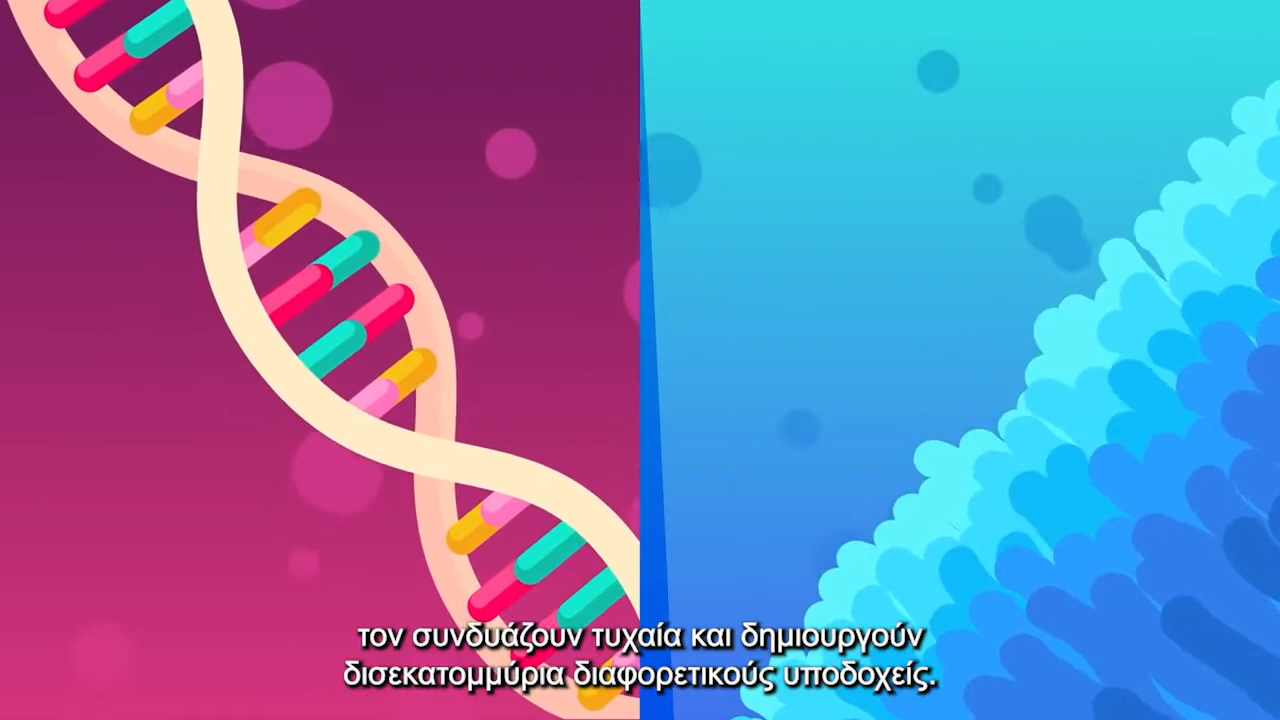 τον συνδυάζουν τυχαία και δημιουργούν
δισεκατομμύρια διαφορετικούς υποδοχείς.